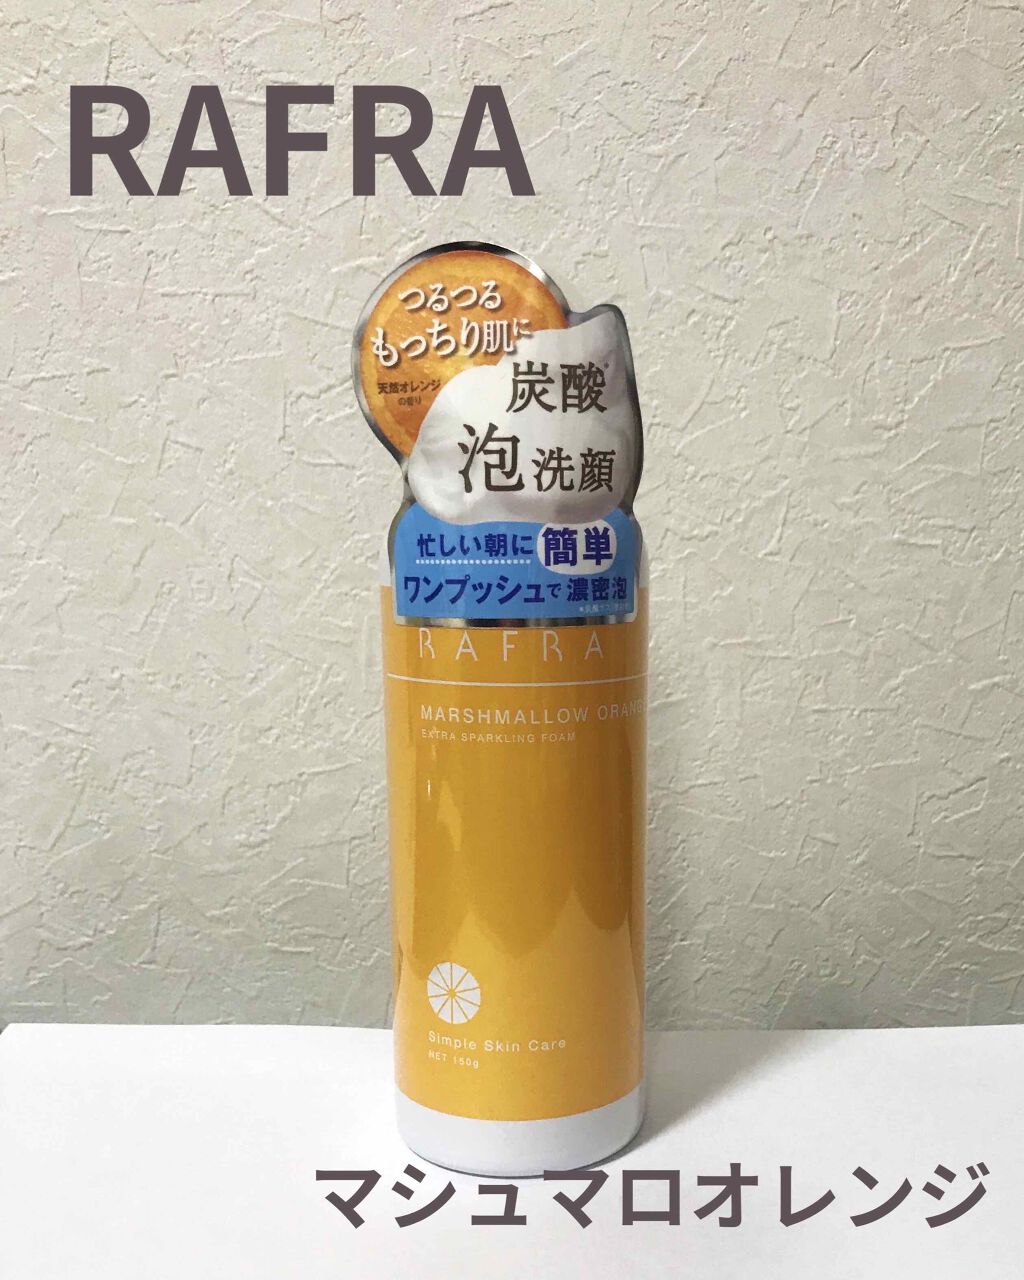 RAFRA
つるつる
もっちり肌に
天然オレンジ
の香り
炭酸*
泡洗顔
忙しい朝に簡単
ワンプッシュで濃密泡
RAFRA
MARSHMALLOW ORANG
EXTRA SPARKLING FOAM
Simple Skin Care
NET 150g
マシュマロオレンジ